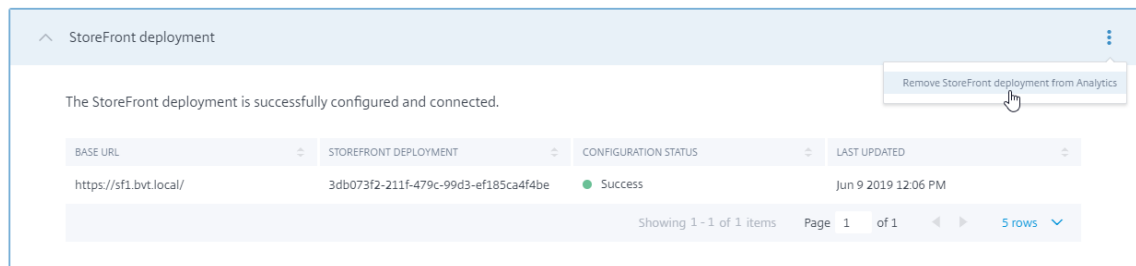 StoreFront deployment
Remove StoreFront deployment from Analytics
The StoreFront deployment is successfully configured and connected.
BASE URL STOREFRONT DEPLOYMENT CONFIGURATION STATUS LAST UPDATED
https://sf1.bvt.local/ 3db073f2-211f-479c-99d3-ef185ca4f4be Success Jun 9 2019 12:06 PM
Showing 1 - 1 of 1 items Page 1 of 1 5 rows